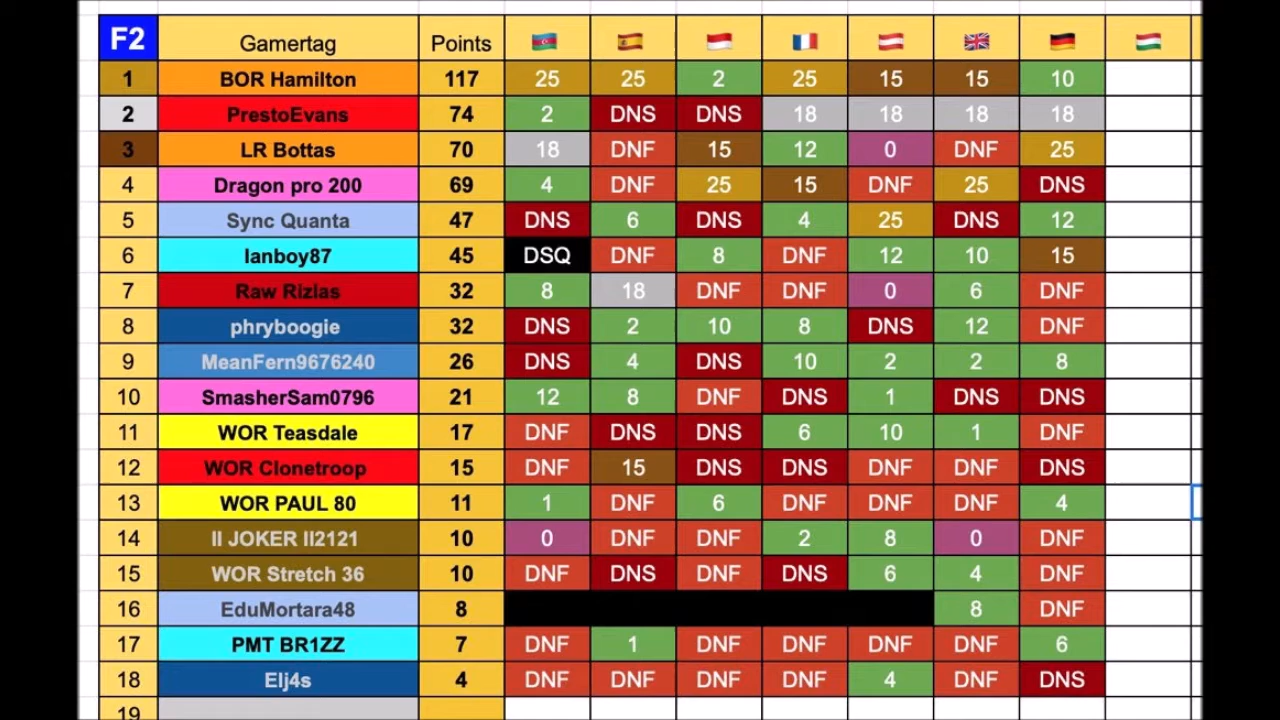 F2 Gamertag Points
1 BOR Hamilton 117 25 25 2 25 15 15 10
2 PrestoEvans 74 2 DNS DNS 18 18 18 18
3 LR Bottas 70 18 DNF 15 12 0 DNF 25
4 Dragon pro 200 69 4 DNF 25 15 DNF 25 DNS
5 Sync Quanta 47 DNS 6 DNS 4 25 DNS 12
6 Ianboy87 45 DSQ DNF 8 DNF 12 10 15
7 Raw Rizlas 32 8 18 DNF DNF 0 6 DNF
8 phryboogie 32 DNS 2 10 8 DNS 12 DNF
9 MeanFern9676240 26 DNS 4 DNS 10 2 2 8
10 SmasherSam0796 21 12 8 DNF DNS 1 DNS DNS
11 WOR Teasdale 17 DNF DNS DNS 6 10 1 DNF
12 WOR Clonetroop 15 DNF 15 DNS DNS DNF DNF DNS
13 WOR PAUL 80 11 1 DNF 6 DNF DNF DNF 4
14 II JOKER II2121 10 0 DNF DNF 2 8 0 DNF
15 WOR Stretch 36 10 DNF DNS DNF DNS 6 4 DNF
16 EduMortara48 8 8 DNF
17 PMT BR1ZZ 7 DNF 1 DNF DNF DNF DNF 6
18 Elj4s 4 DNF DNF DNF DNF 4 DNF DNS
19